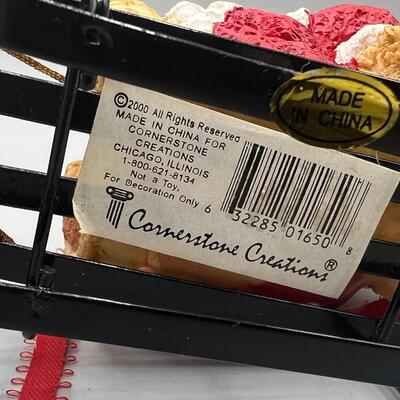 ©2000 All Rights Reserved
MADE IN CHINA FOR
CORNERSTONE
CREATIONS
CHICAGO, ILLINOIS
1-800-621-8134
Not a Toy.
For Decoration Only
6 32285 01650 8
Cornerstone Creations®
MADE
IN CHINA